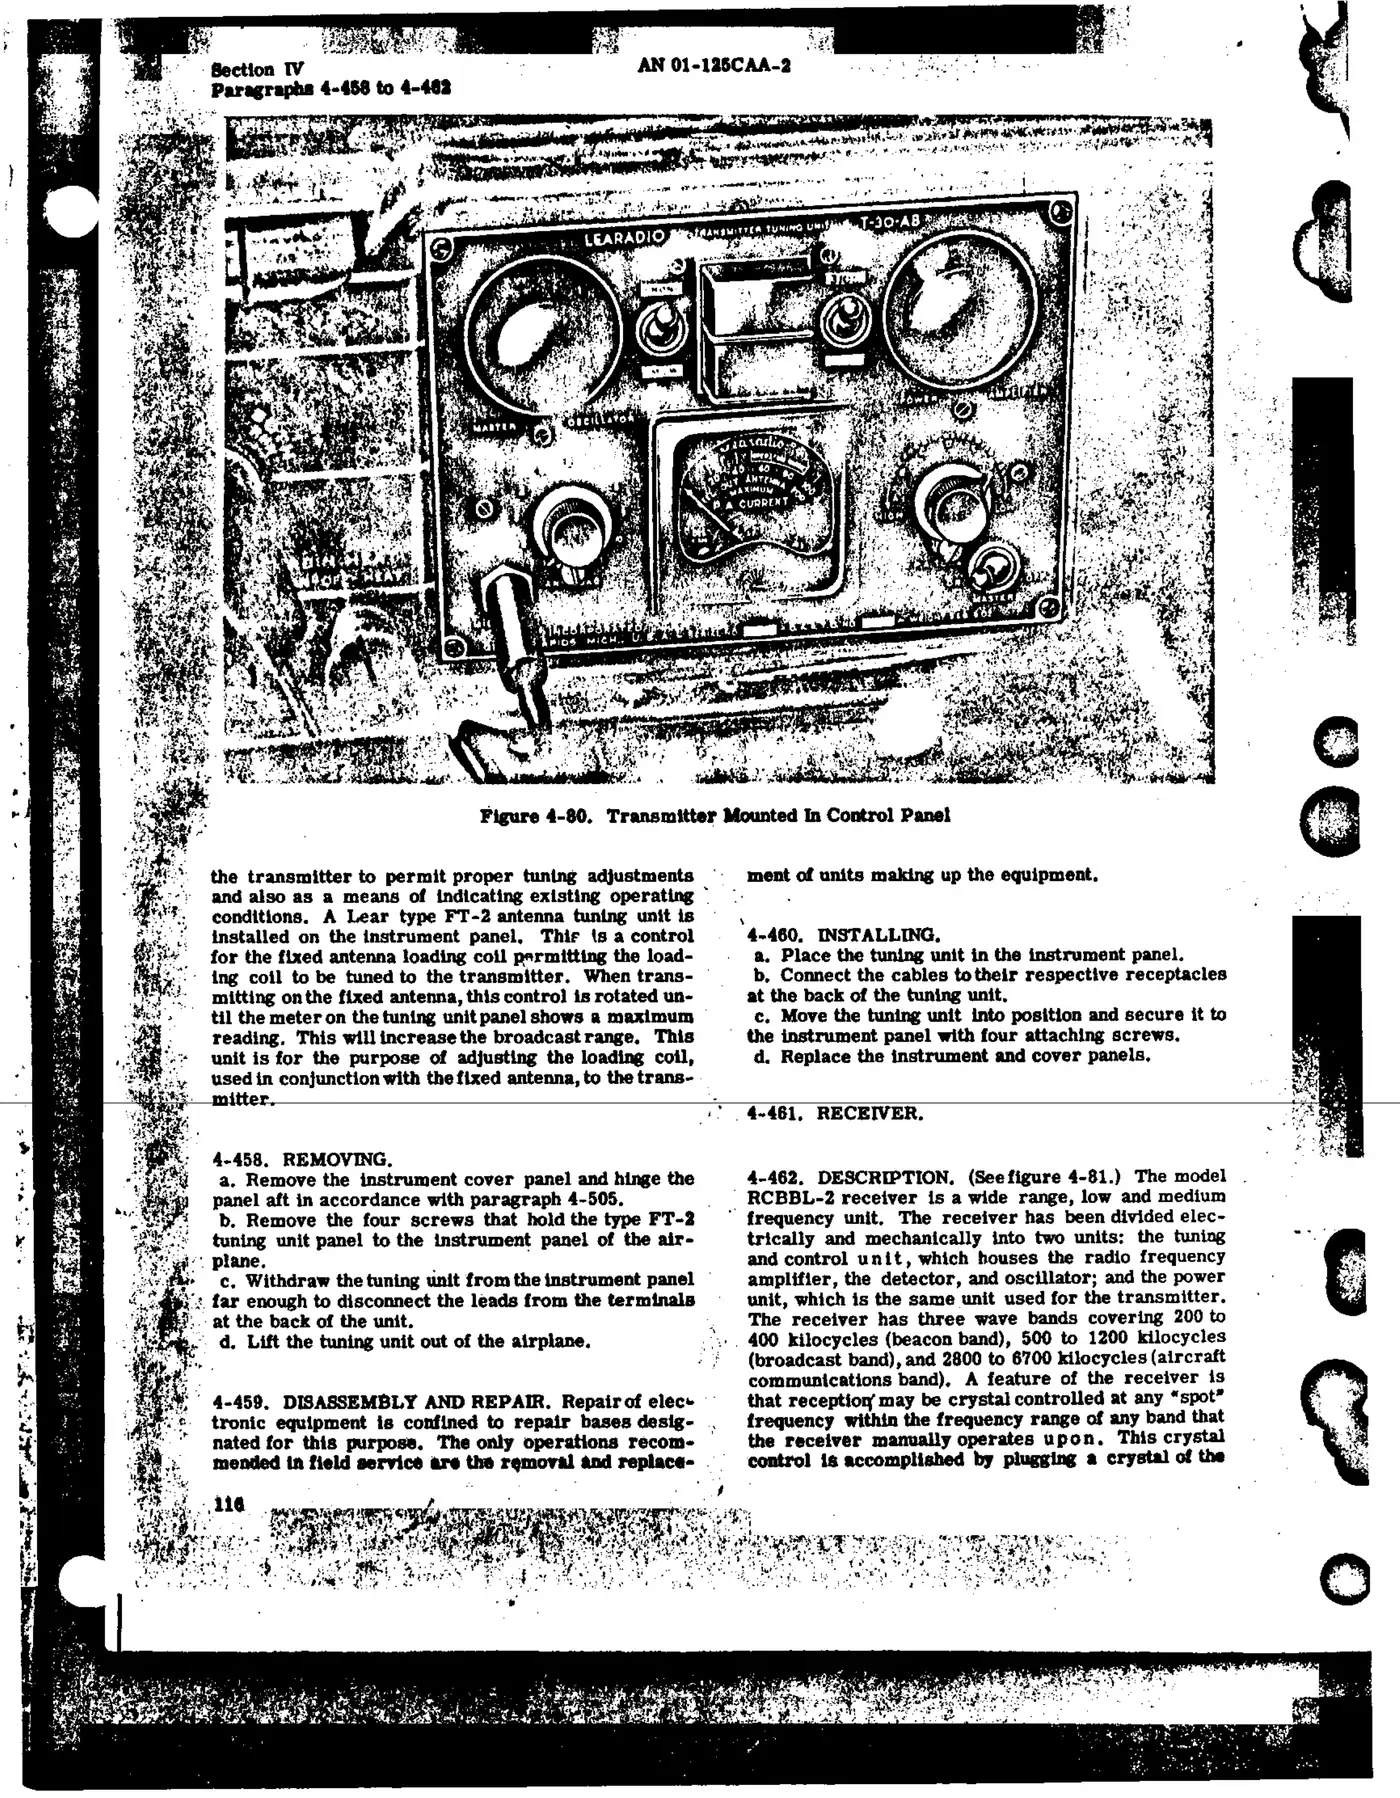 Section IV
Paragraphs 4-458 to 4-462
AN 01-125CAA-2
LEARADIO TRANSMITTER TUNING UNIT T-30-AB
MASTER OSCILLATOR
POWER AMPLIFIER
ANTENNA
MAXIMUM
CURRENT
Figure 4-80. Transmitter Mounted In Control Panel
the transmitter to permit proper tuning adjustments
and also as a means of indicating existing operating
conditions. A Lear type FT-2 antenna tuning unit is
installed on the instrument panel. This is a control
for the fixed antenna loading coil permitting the load-
ing coil to be tuned to the transmitter. When trans-
mitting on the fixed antenna, this control is rotated un-
til the meter on the tuning unit panel shows a maximum
reading. This will increase the broadcast range. This
unit is for the purpose of adjusting the loading coil,
used in conjunction with the fixed antenna, to the trans-
mitter.
4-458. REMOVING.
a. Remove the instrument cover panel and hinge the
panel aft in accordance with paragraph 4-505.
b. Remove the four screws that hold the type FT-2
tuning unit panel to the instrument panel of the air-
plane.
c. Withdraw the tuning unit from the instrument panel
far enough to disconnect the leads from the terminals
at the back of the unit.
d. Lift the tuning unit out of the airplane.
4-459. DISASSEMBLY AND REPAIR. Repair of elec-
tronic equipment is confined to repair bases desig-
nated for this purpose. The only operations recom-
mended in field service are the removal and replace-
116
ment of units making up the equipment.
4-460. INSTALLING.
a. Place the tuning unit in the instrument panel.
b. Connect the cables to their respective receptacles
at the back of the tuning unit.
c. Move the tuning unit into position and secure it to
the instrument panel with four attaching screws.
d. Replace the instrument and cover panels.
4-461. RECEIVER.
4-462. DESCRIPTION. (See figure 4-81.) The model
RCBBL-2 receiver is a wide range, low and medium
frequency unit. The receiver has been divided elec-
trically and mechanically into two units: the tuning
and control unit, which houses the radio frequency
amplifier, the detector, and oscillator; and the power
unit, which is the same unit used for the transmitter.
The receiver has three wave bands covering 200 to
400 kilocycles (beacon band), 500 to 1200 kilocycles
(broadcast band), and 2800 to 6700 kilocycles (aircraft
communications band). A feature of the receiver is
that reception may be crystal controlled at any "spot"
frequency within the frequency range of any band that
the receiver manually operates upon. This crystal
control is accomplished by plugging a crystal of the